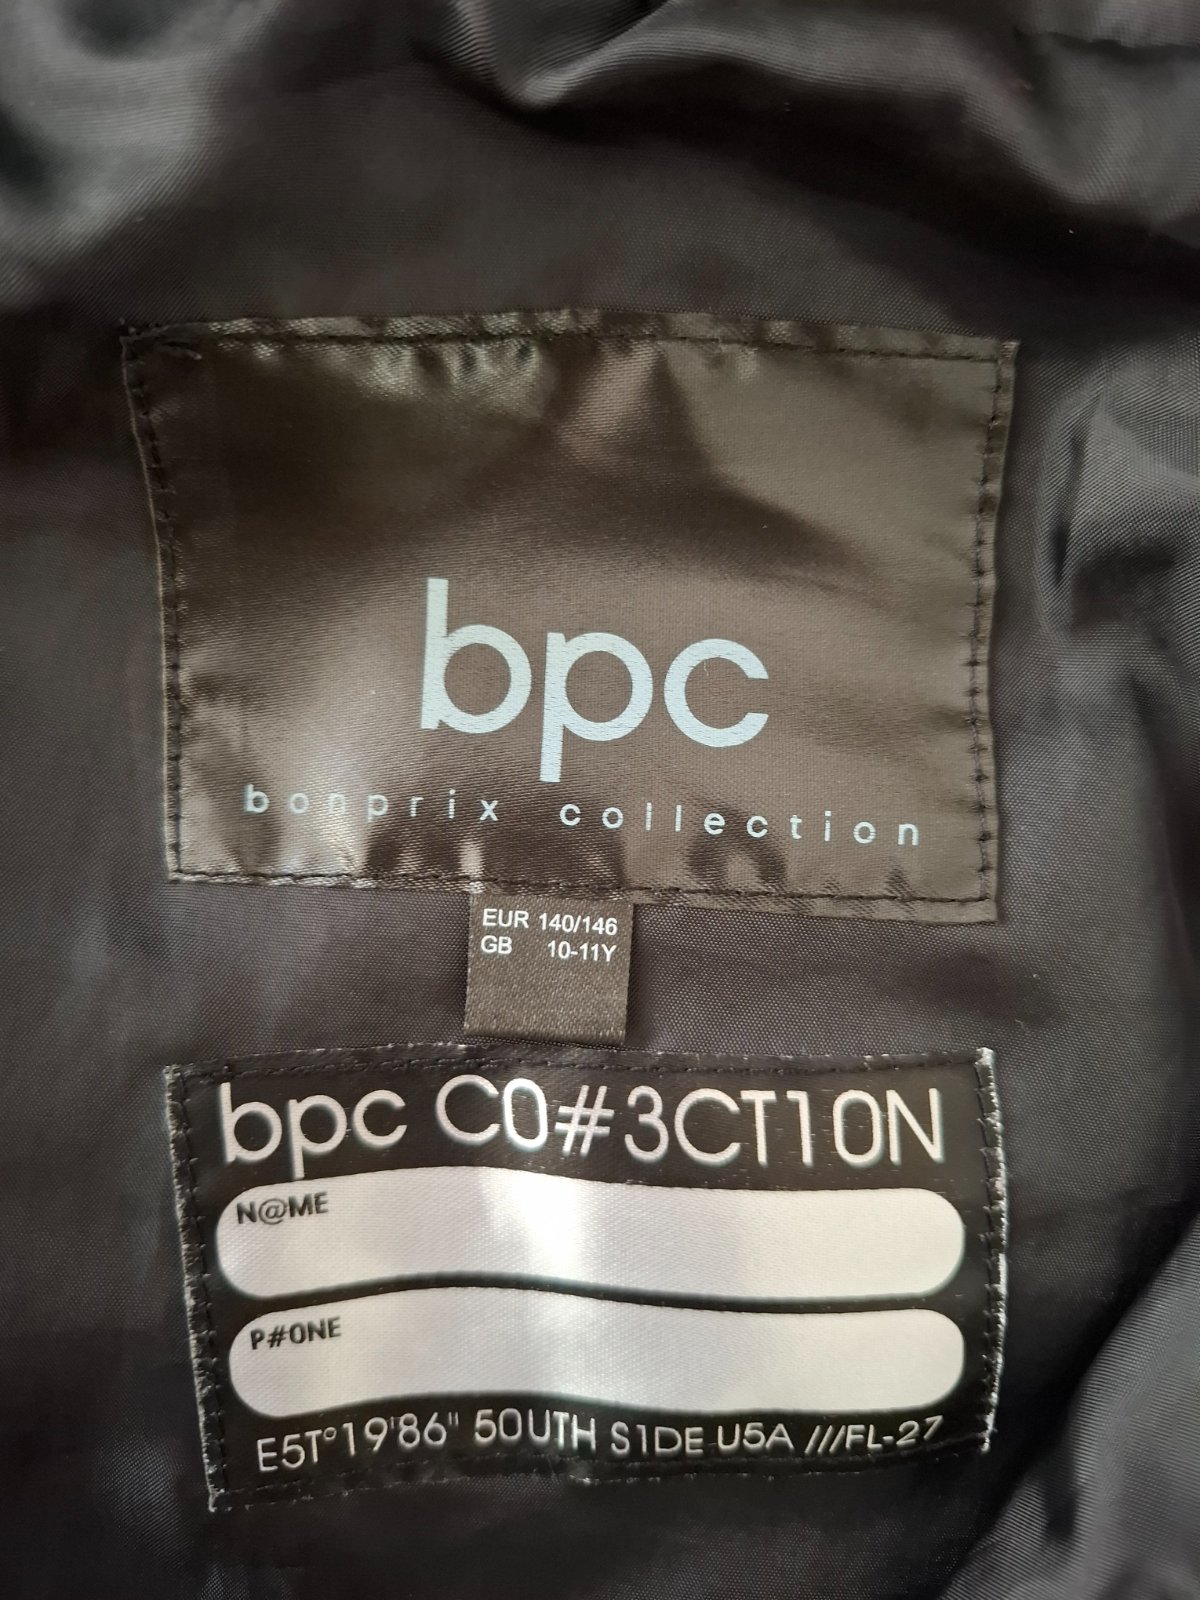 bpc
bonprix collection
EUR 140/146
GB 10-11Y
bpc C0#3CT10N
N@ME
P#ONE
E5T°19'86" 50UTH S1DE U5A ///FL-27